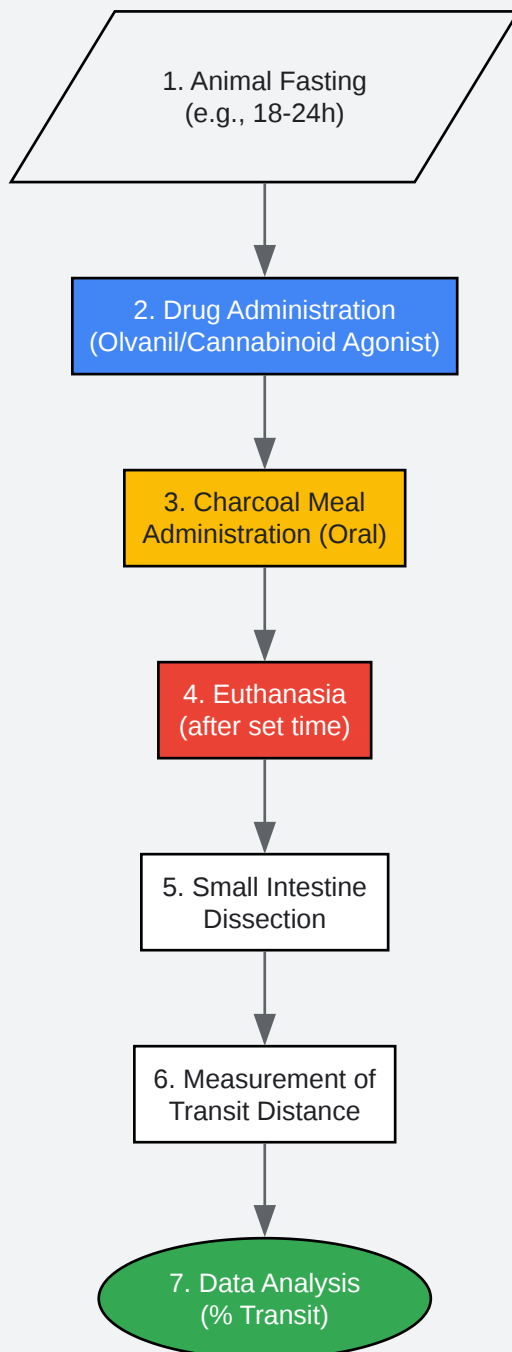 1. Animal Fasting
(e.g., 18-24h)
2. Drug Administration
(Olvanil/Cannabinoid Agonist)
3. Charcoal Meal
Administration (Oral)
4. Euthanasia
(after set time)
5. Small Intestine
Dissection
6. Measurement of
Transit Distance
7. Data Analysis
(% Transit)